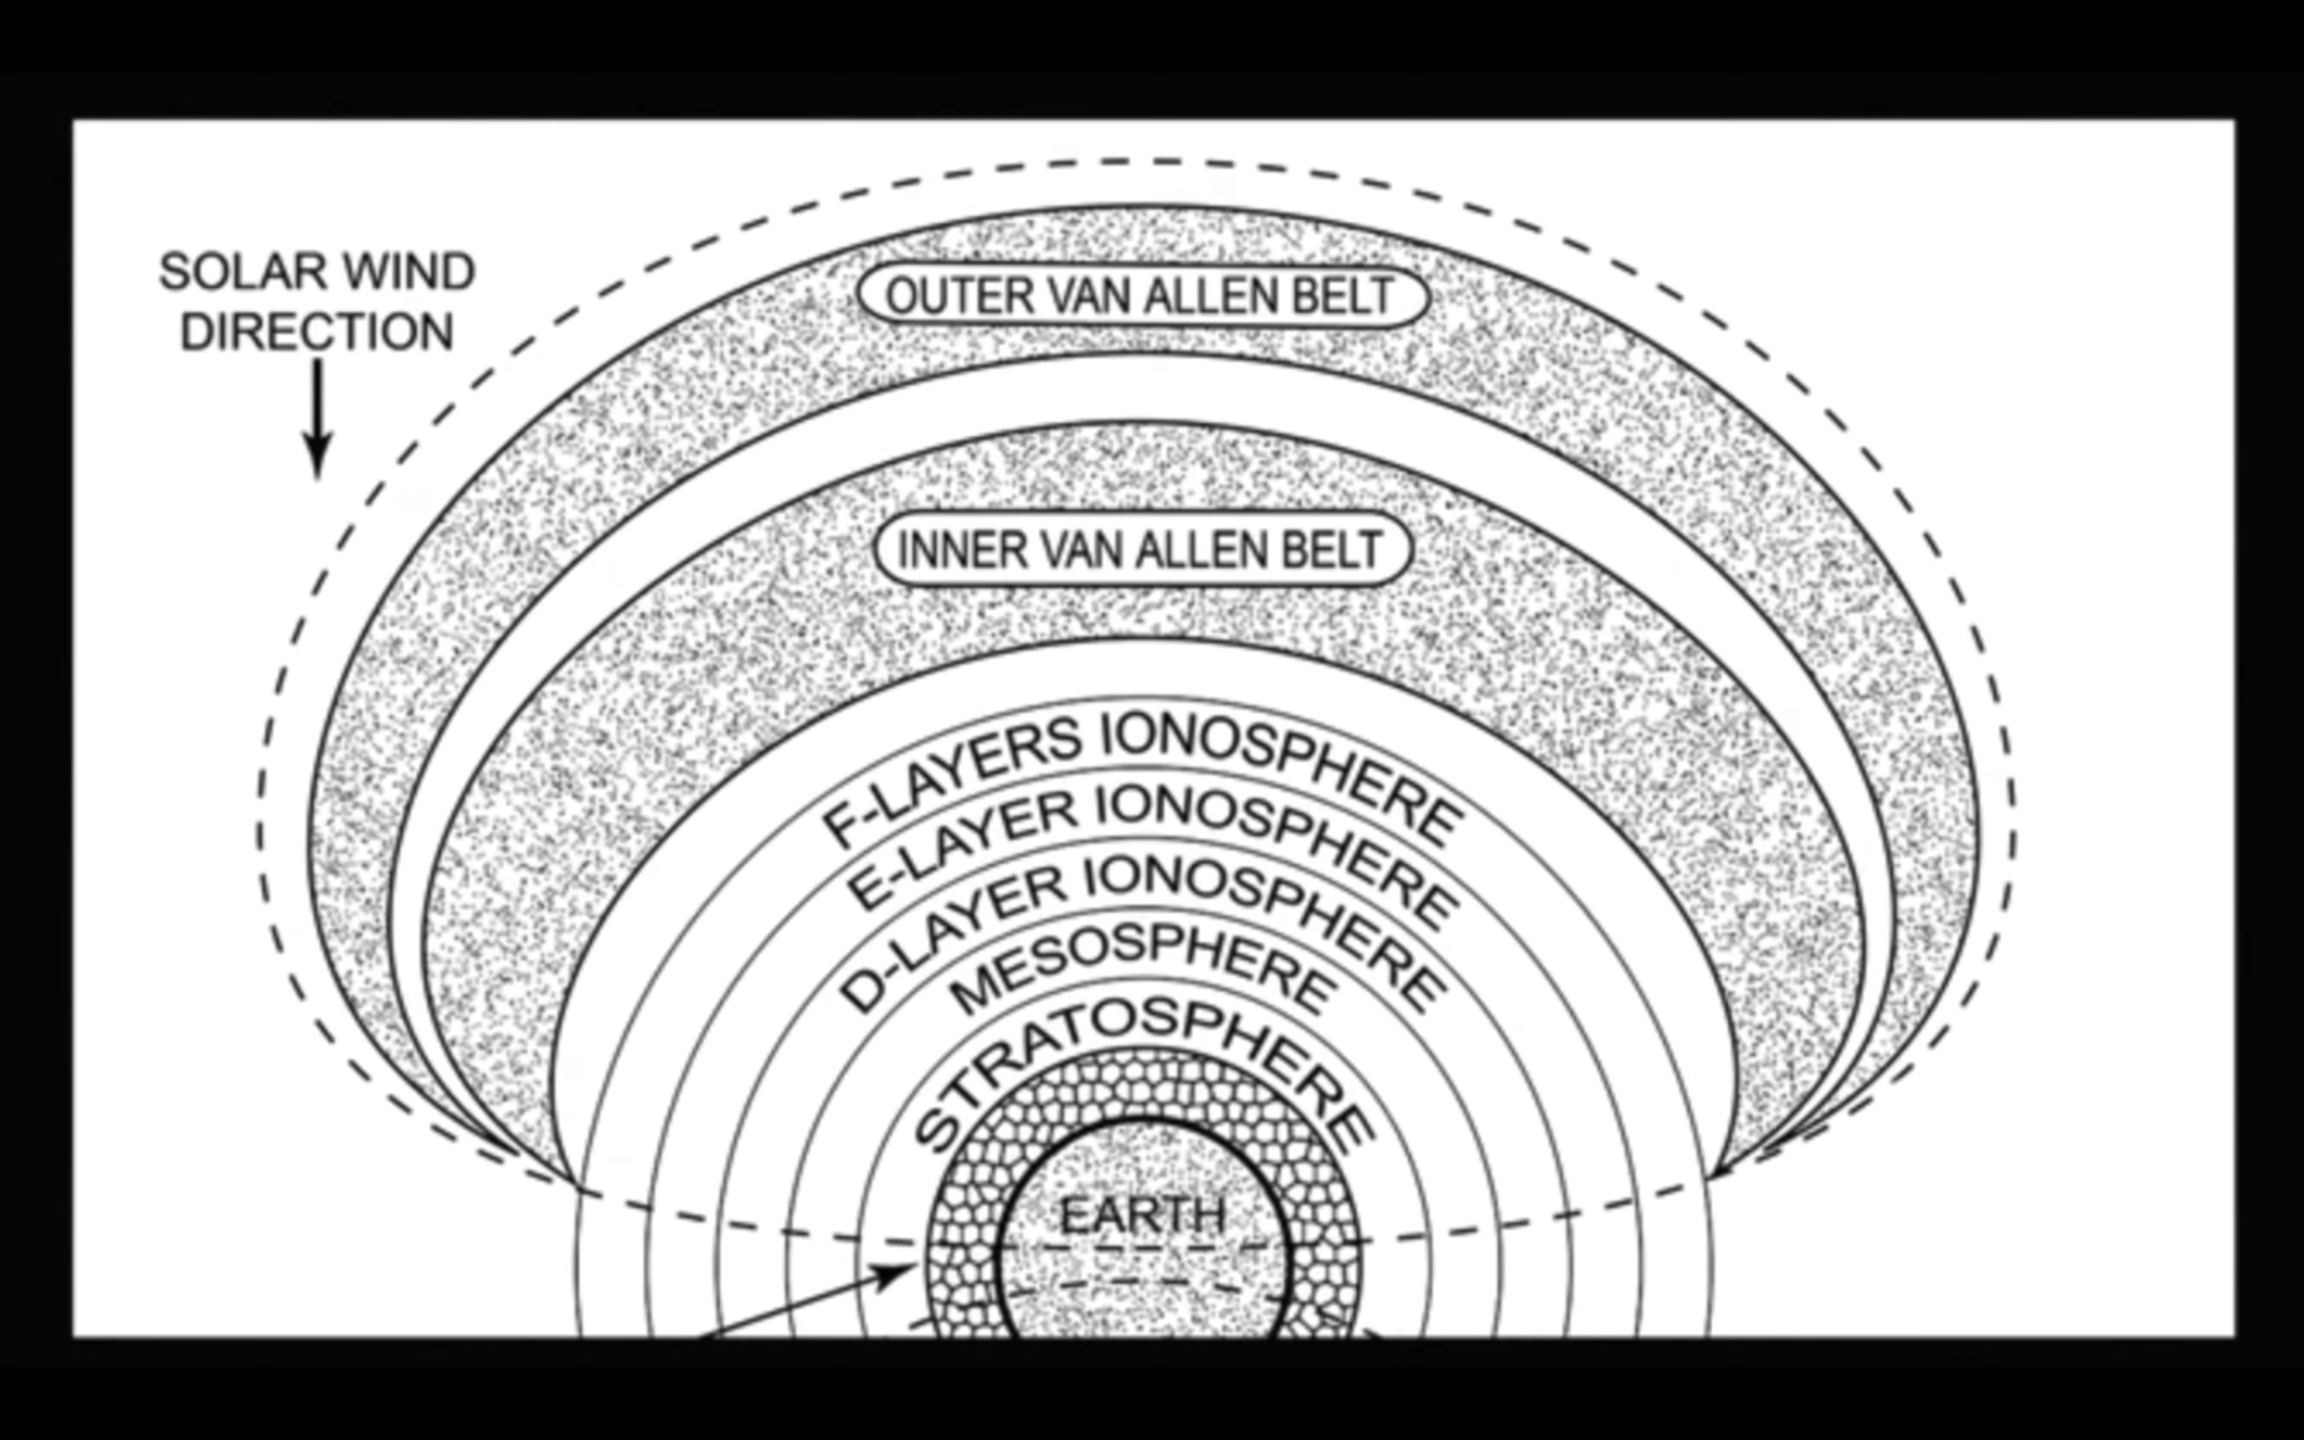 SOLAR WIND
DIRECTION
OUTER VAN ALLEN BELT
INNER VAN ALLEN BELT
F-LAYERS IONOSPHERE
E-LAYER IONOSPHERE
D-LAYER IONOSPHERE
MESOSPHERE
STRATOSPHERE
EARTH